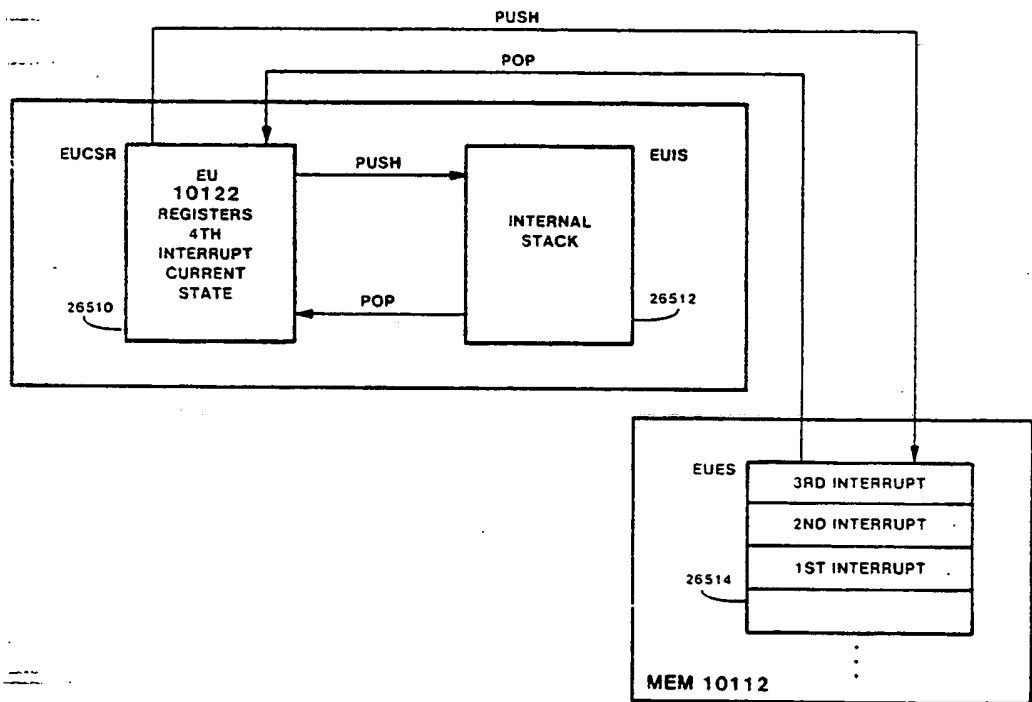 PUSH
POP
EUCSR
EU
10122
REGISTERS
4TH
INTERRUPT
CURRENT
STATE
26510
PUSH
POP
EUIS
INTERNAL
STACK
26512
EUES
3RD INTERRUPT
2ND INTERRUPT
1ST INTERRUPT
26514
MEM 10112